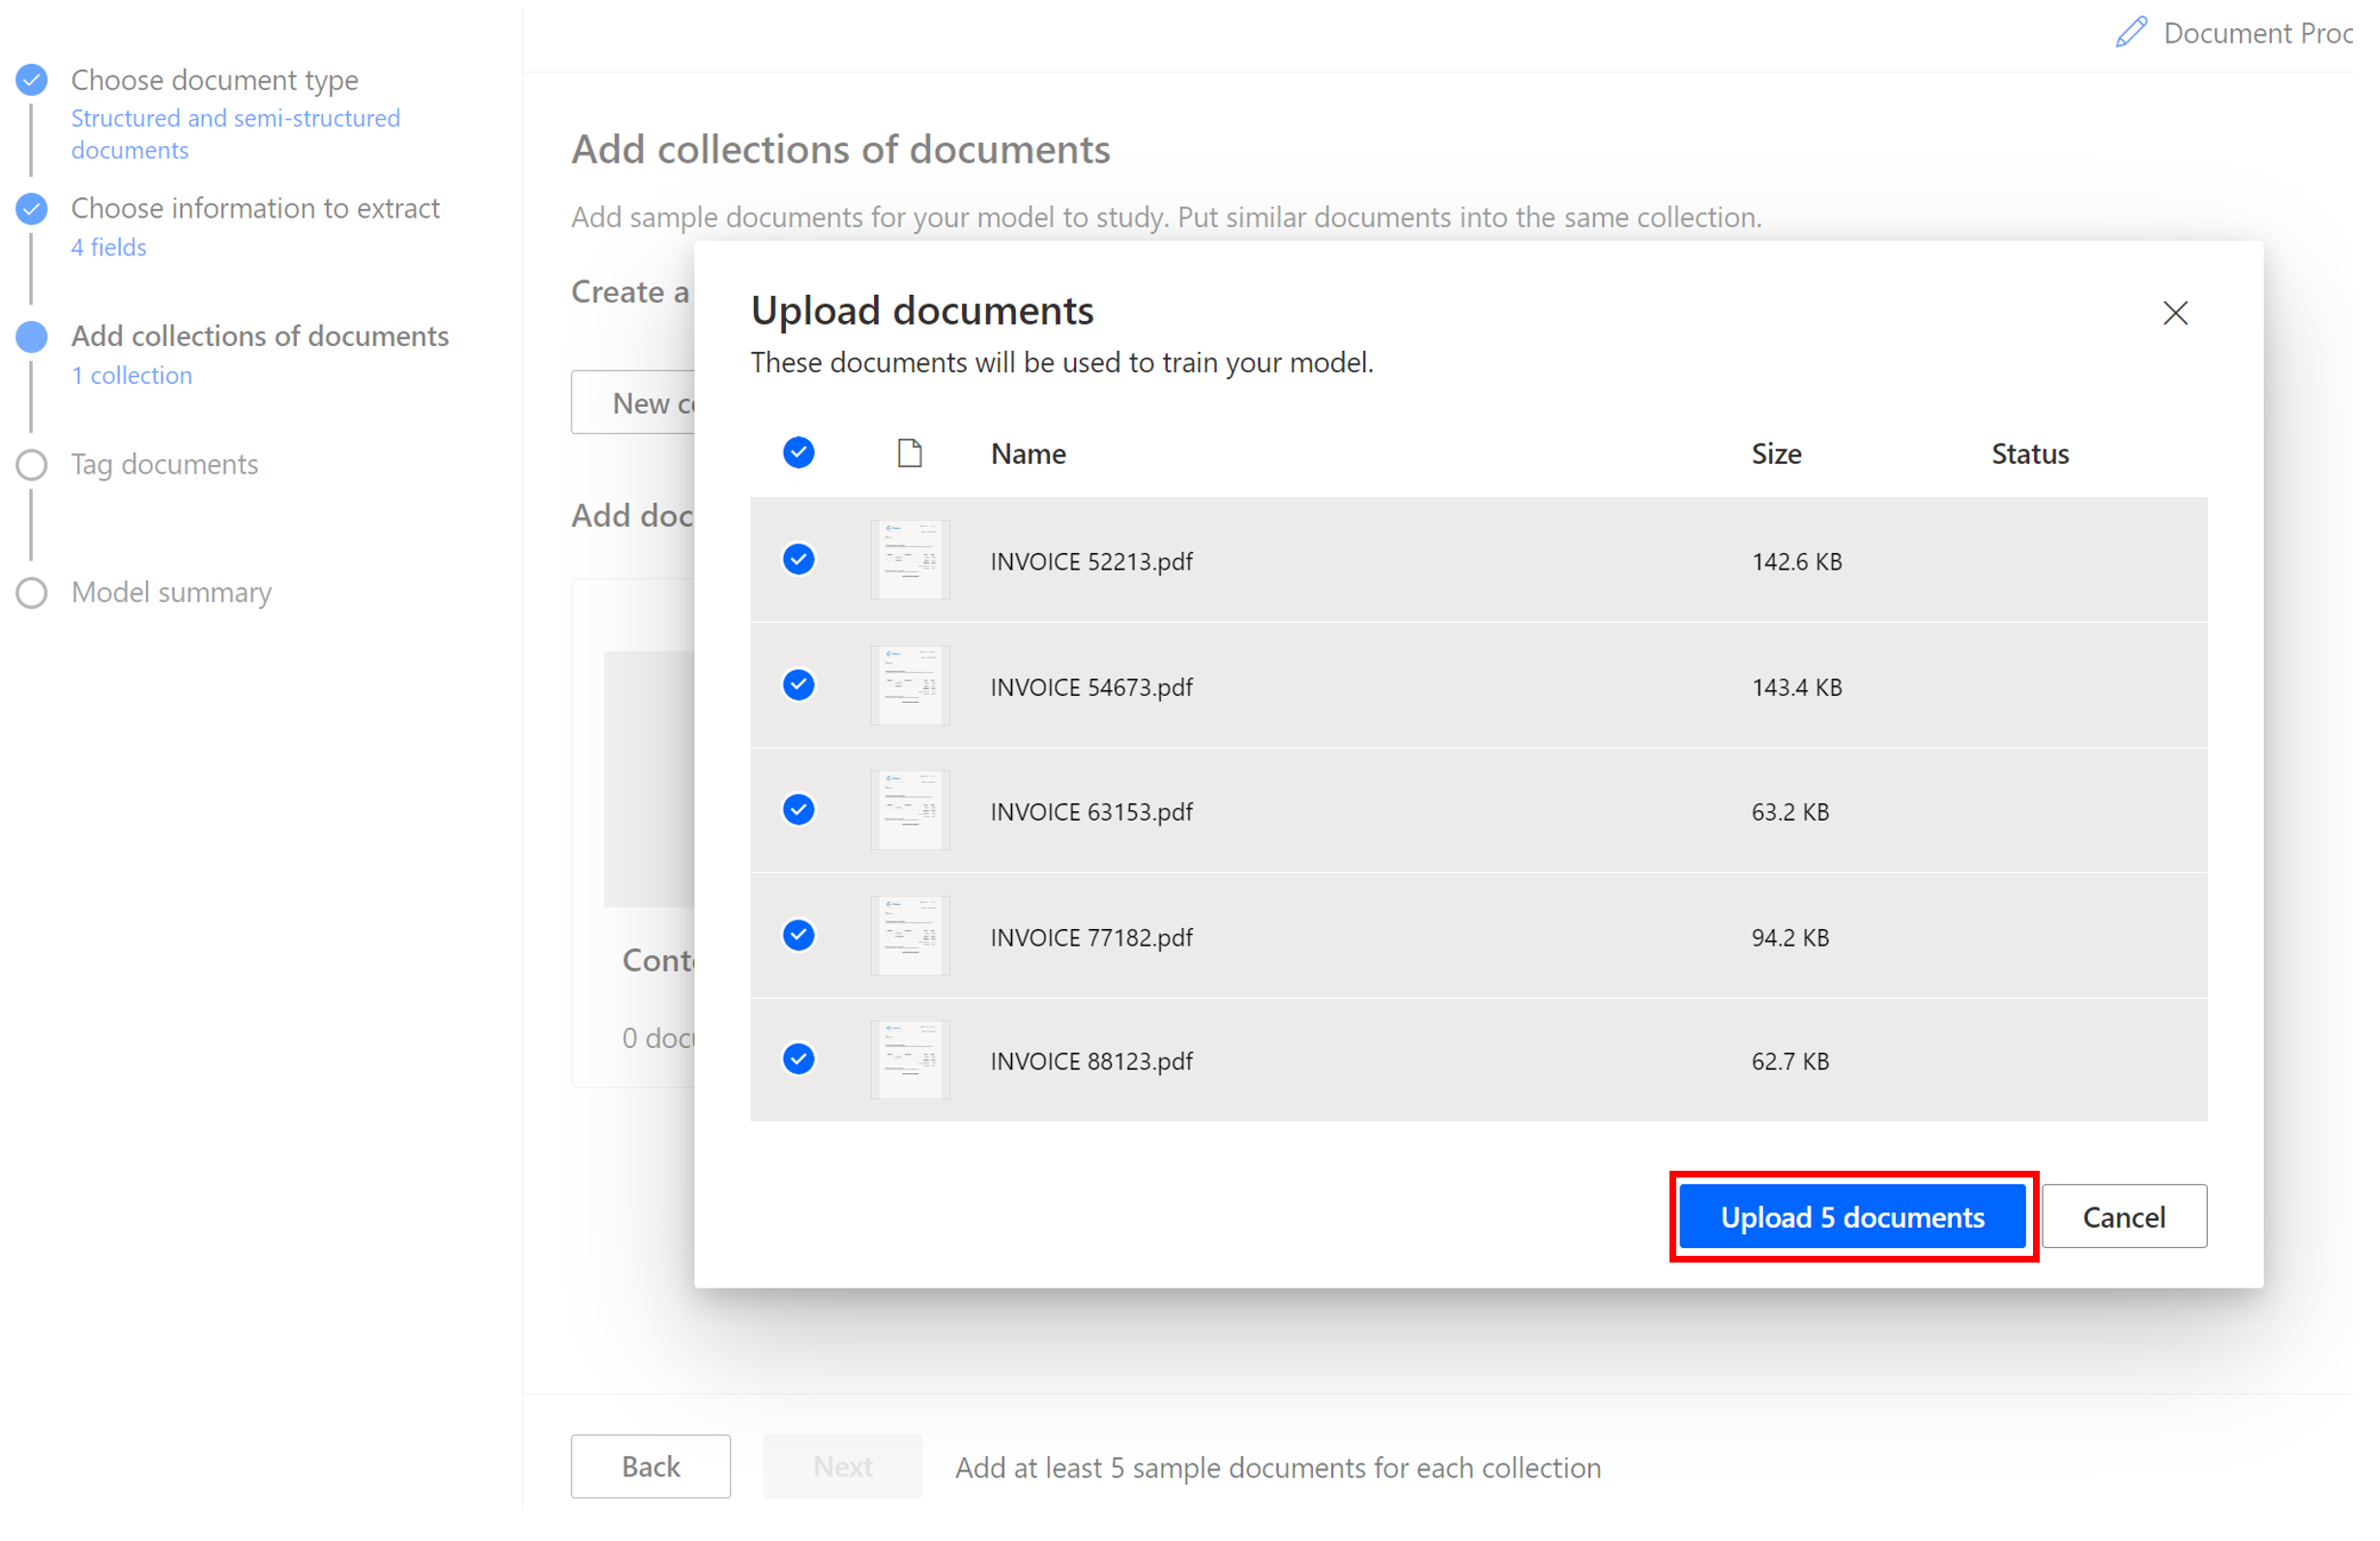 Document Proc
Choose document type
Structured and semi-structured
documents
Choose information to extract
4 fields
Add collections of documents
1 collection
Tag documents
Model summary
Add collections of documents
Add sample documents for your model to study. Put similar documents into the same collection.
Create a
New co
Add doc
Conto
0 docu
Upload documents
These documents will be used to train your model.
Name Size Status
INVOICE 52213.pdf 142.6 KB
INVOICE 54673.pdf 143.4 KB
INVOICE 63153.pdf 63.2 KB
INVOICE 77182.pdf 94.2 KB
INVOICE 88123.pdf 62.7 KB
Upload 5 documents Cancel
Back Next Add at least 5 sample documents for each collection